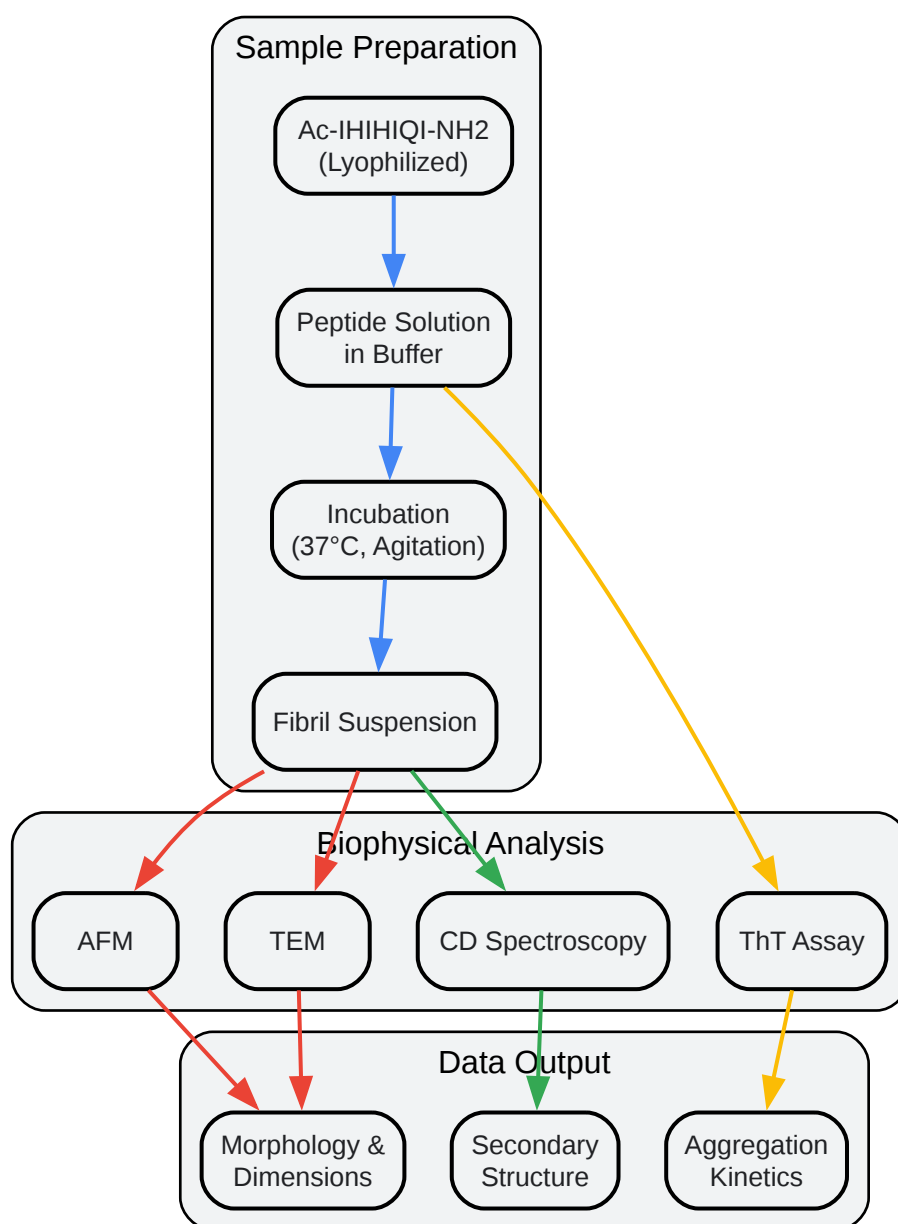 Sample Preparation
Ac-IHIHIQI-NH2
(Lyophilized)
Peptide Solution
in Buffer
Incubation
(37°C, Agitation)
Fibril Suspension
Biophysical Analysis
AFM
TEM
CD Spectroscopy
ThT Assay
Data Output
Morphology &
Dimensions
Secondary
Structure
Aggregation
Kinetics